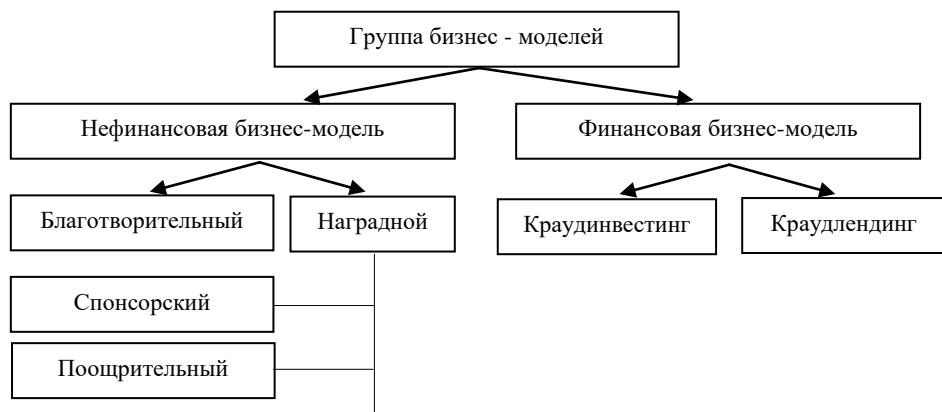 Группа бизнес - моделей
Нефинансовая бизнес-модель
Финансовая бизнес-модель
Благотворительный
Наградной
Краудинвестинг
Краудлендинг
Спонсорский
Поощрительный